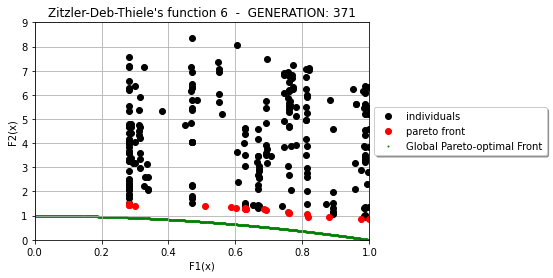 Zitzler-Deb-Thiele's function 6 - GENERATION: 371
F2(x)
9
8
7
6
5
4
3
2
1
0
0.0 0.2 0.4 0.6 0.8 1.0
F1(x)
individuals
pareto front
Global Pareto-optimal Front